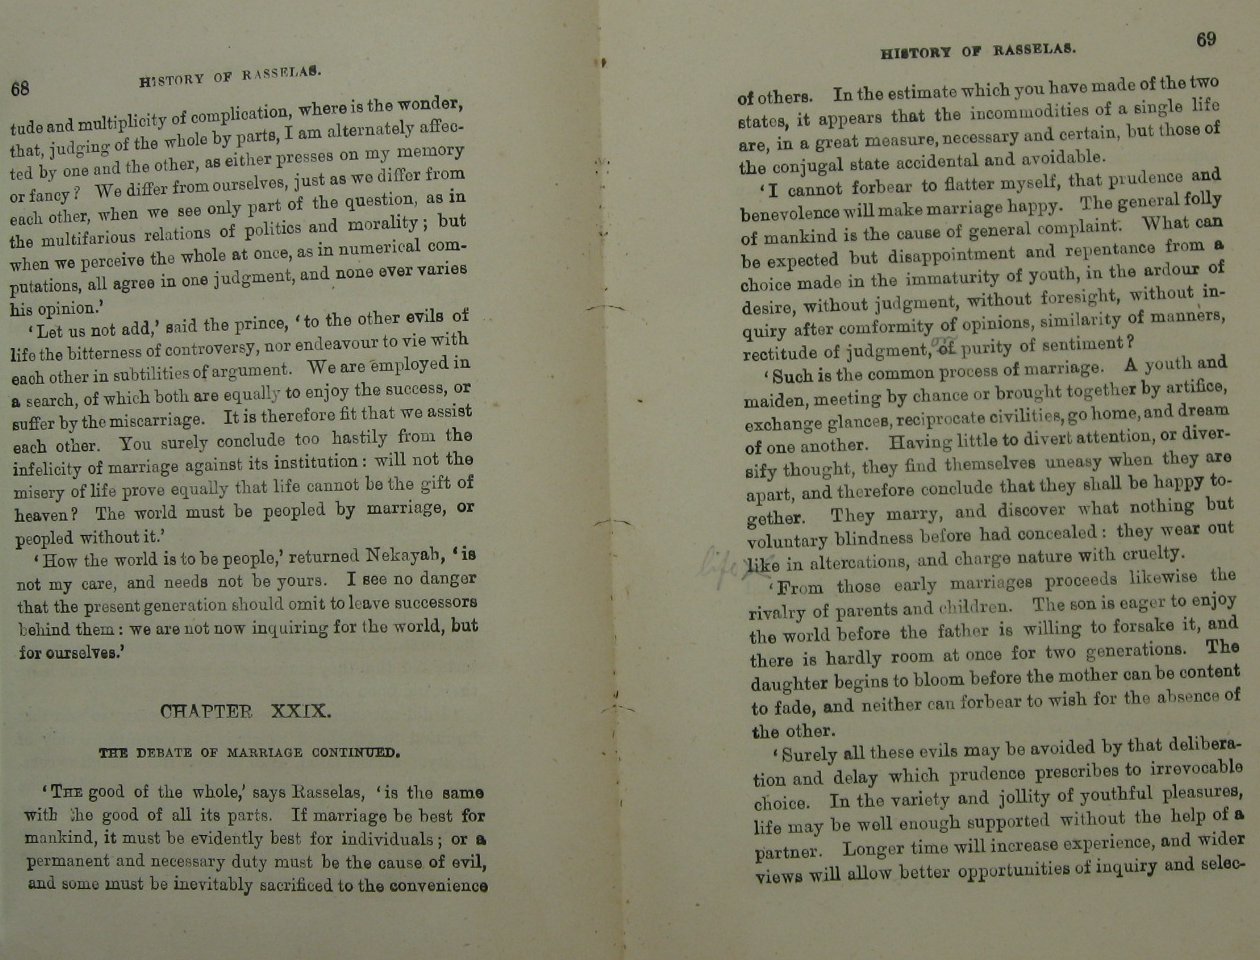 68
HISTORY OF RASSELAS.
tude and multiplicity of complication, where is the wonder,
that, judging of the whole by parts, I am alternately affec-
ted by one and the other, as either presses on my memory
or fancy? We differ from ourselves, just as we differ from
each other, when we see only part of the question, as in
the multifarious relations of politics and morality; but
when we perceive the whole at once, as in numerical com-
putations, all agree in one judgment, and none ever varies
his opinion.'
'Let us not add,' said the prince, 'to the other evils of
life the bitterness of controversy, nor endeavour to vie with
each other in subtilities of argument. We are employed in
a search, of which both are equally to enjoy the success, or
suffer by the miscarriage. It is therefore fit that we assist
each other. You surely conclude too hastily from the
infelicity of marriage against its institution: will not the
misery of life prove equally that life cannot be the gift of
heaven? The world must be peopled by marriage, or
peopled without it.'
'How the world is to be people,' returned Nekayah, 'is
not my care, and needs not be yours. I see no danger
that the present generation should omit to leave successors
behind them: we are not now inquiring for the world, but
for ourselves.'
CHAPTER XXIX.
THE DEBATE OF MARRIAGE CONTINUED.
'THE good of the whole,' says Rasselas, 'is the same
with the good of all its parts. If marriage be best for
mankind, it must be evidently best for individuals; or a
permanent and necessary duty must be the cause of evil,
and some must be inevitably sacrificed to the convenience
HISTORY OF RASSELAS.
69
of others. In the estimate which you have made of the two
states, it appears that the incommodities of a single life
are, in a great measure, necessary and certain, but those of
the conjugal state accidental and avoidable.
'I cannot forbear to flatter myself, that prudence and
benevolence will make marriage happy. The general folly
of mankind is the cause of general complaint. What can
be expected but disappointment and repentance from a
choice made in the immaturity of youth, in the ardour of
desire, without judgment, without foresight, without in-
quiry after comformity of opinions, similarity of manners,
or
rectitude of judgment, of purity of sentiment?
'Such is the common process of marriage. A youth and
maiden, meeting by chance or brought together by artifice,
exchange glances, reciprocate civilities, go home, and dream
of one another. Having little to divert attention, or diver-
sify thought, they find themselves uneasy when they are
apart, and therefore conclude that they shall be happy to-
gether. They marry, and discover what nothing but
voluntary blindness before had concealed: they wear out
life
like in altercations, and charge nature with cruelty.
'From those early marriages proceeds likewise the
rivalry of parents and children. The son is eager to enjoy
the world before the father is willing to forsake it, and
there is hardly room at once for two generations. The
daughter begins to bloom before the mother can be content
to fade, and neither can forbear to wish for the absence of
the other.
'Surely all these evils may be avoided by that delibera-
tion and delay which prudence prescribes to irrevocable
choice. In the variety and jollity of youthful pleasures,
life may be well enough supported without the help of a
partner. Longer time will increase experience, and wider
views will allow better opportunities of inquiry and selec-